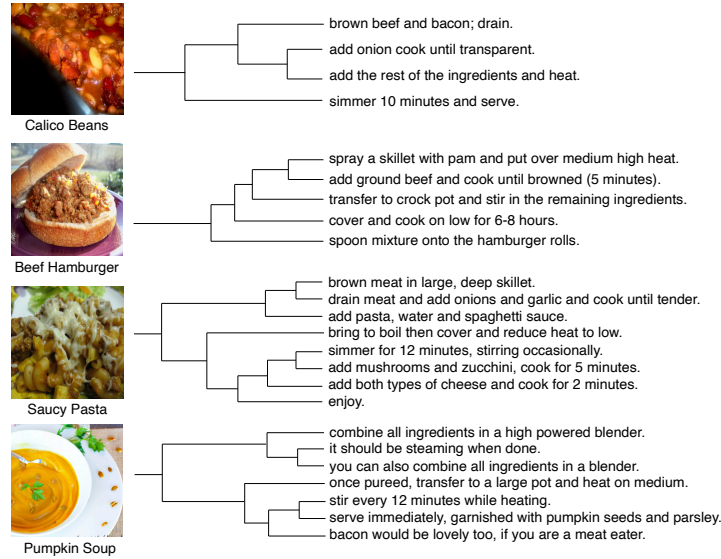 brown beef and bacon; drain.
add onion cook until transparent.
add the rest of the ingredients and heat.
simmer 10 minutes and serve.
Calico Beans
spray a skillet with pam and put over medium high heat.
add ground beef and cook until browned (5 minutes).
transfer to crock pot and stir in the remaining ingredients.
cover and cook on low for 6-8 hours.
spoon mixture onto the hamburger rolls.
Beef Hamburger
brown meat in large, deep skillet.
drain meat and add onions and garlic and cook until tender.
add pasta, water and spaghetti sauce.
bring to boil then cover and reduce heat to low.
simmer for 12 minutes, stirring occasionally.
add mushrooms and zucchini, cook for 5 minutes.
add both types of cheese and cook for 2 minutes.
enjoy.
Saucy Pasta
combine all ingredients in a high powered blender.
it should be steaming when done.
you can also combine all ingredients in a blender.
once pureed, transfer to a large pot and heat on medium.
stir every 12 minutes while heating.
serve immediately, garnished with pumpkin seeds and parsley.
bacon would be lovely too, if you are a meat eater.
Pumpkin Soup